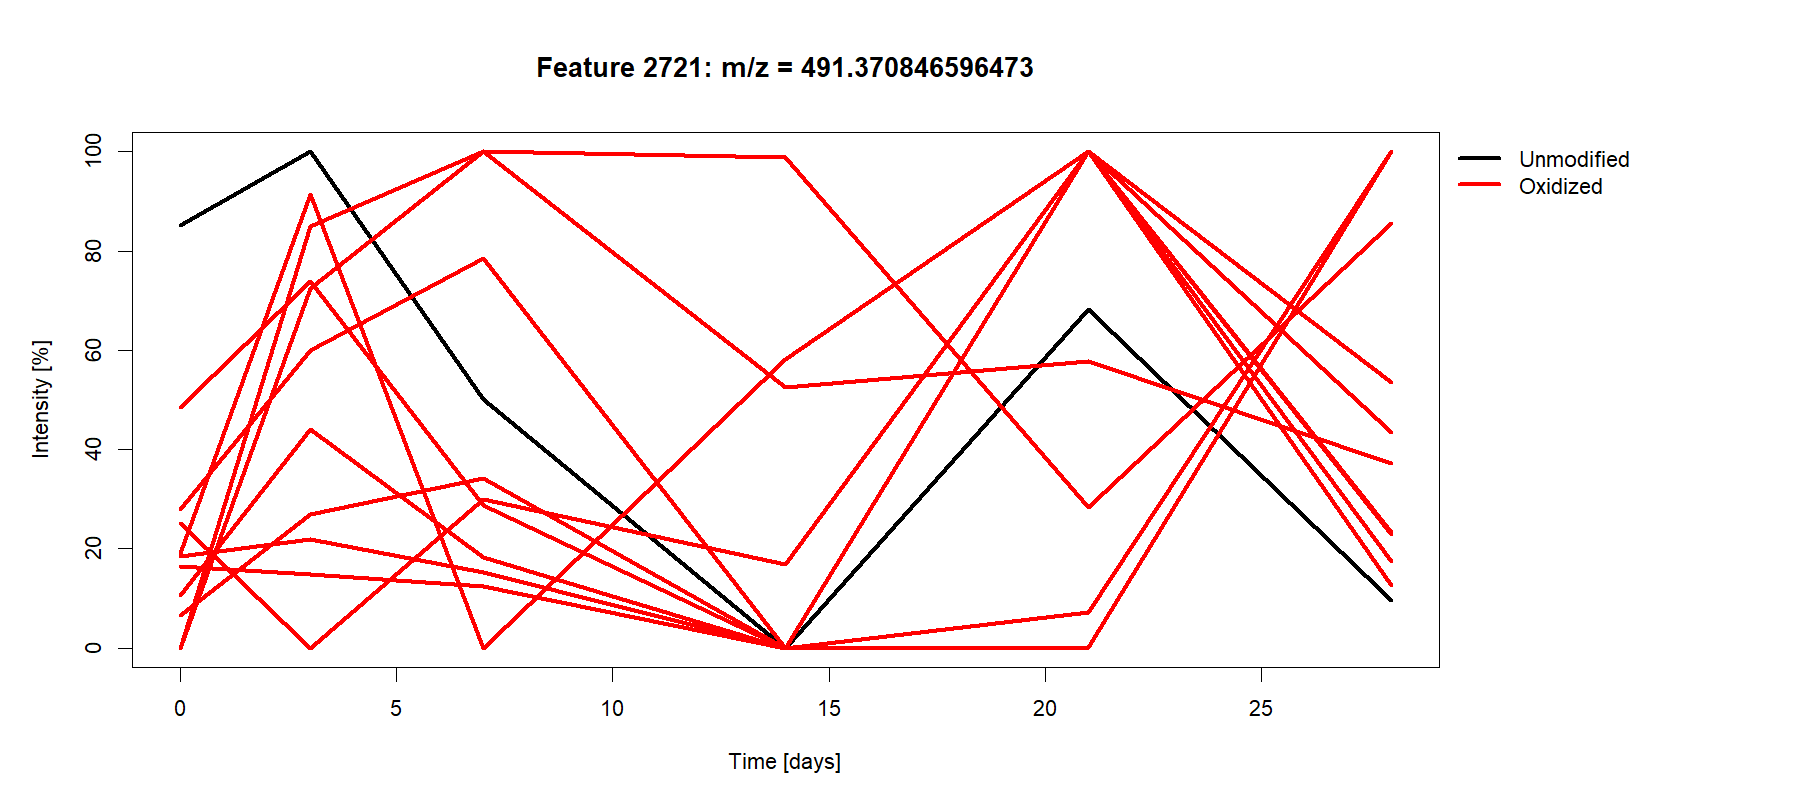 Feature 2721: m/z = 491.370846596473
Unmodified
Oxidized
Intensity [%]
100
80
60
40
20
0
0 5 10 15 20 25
Time [days]